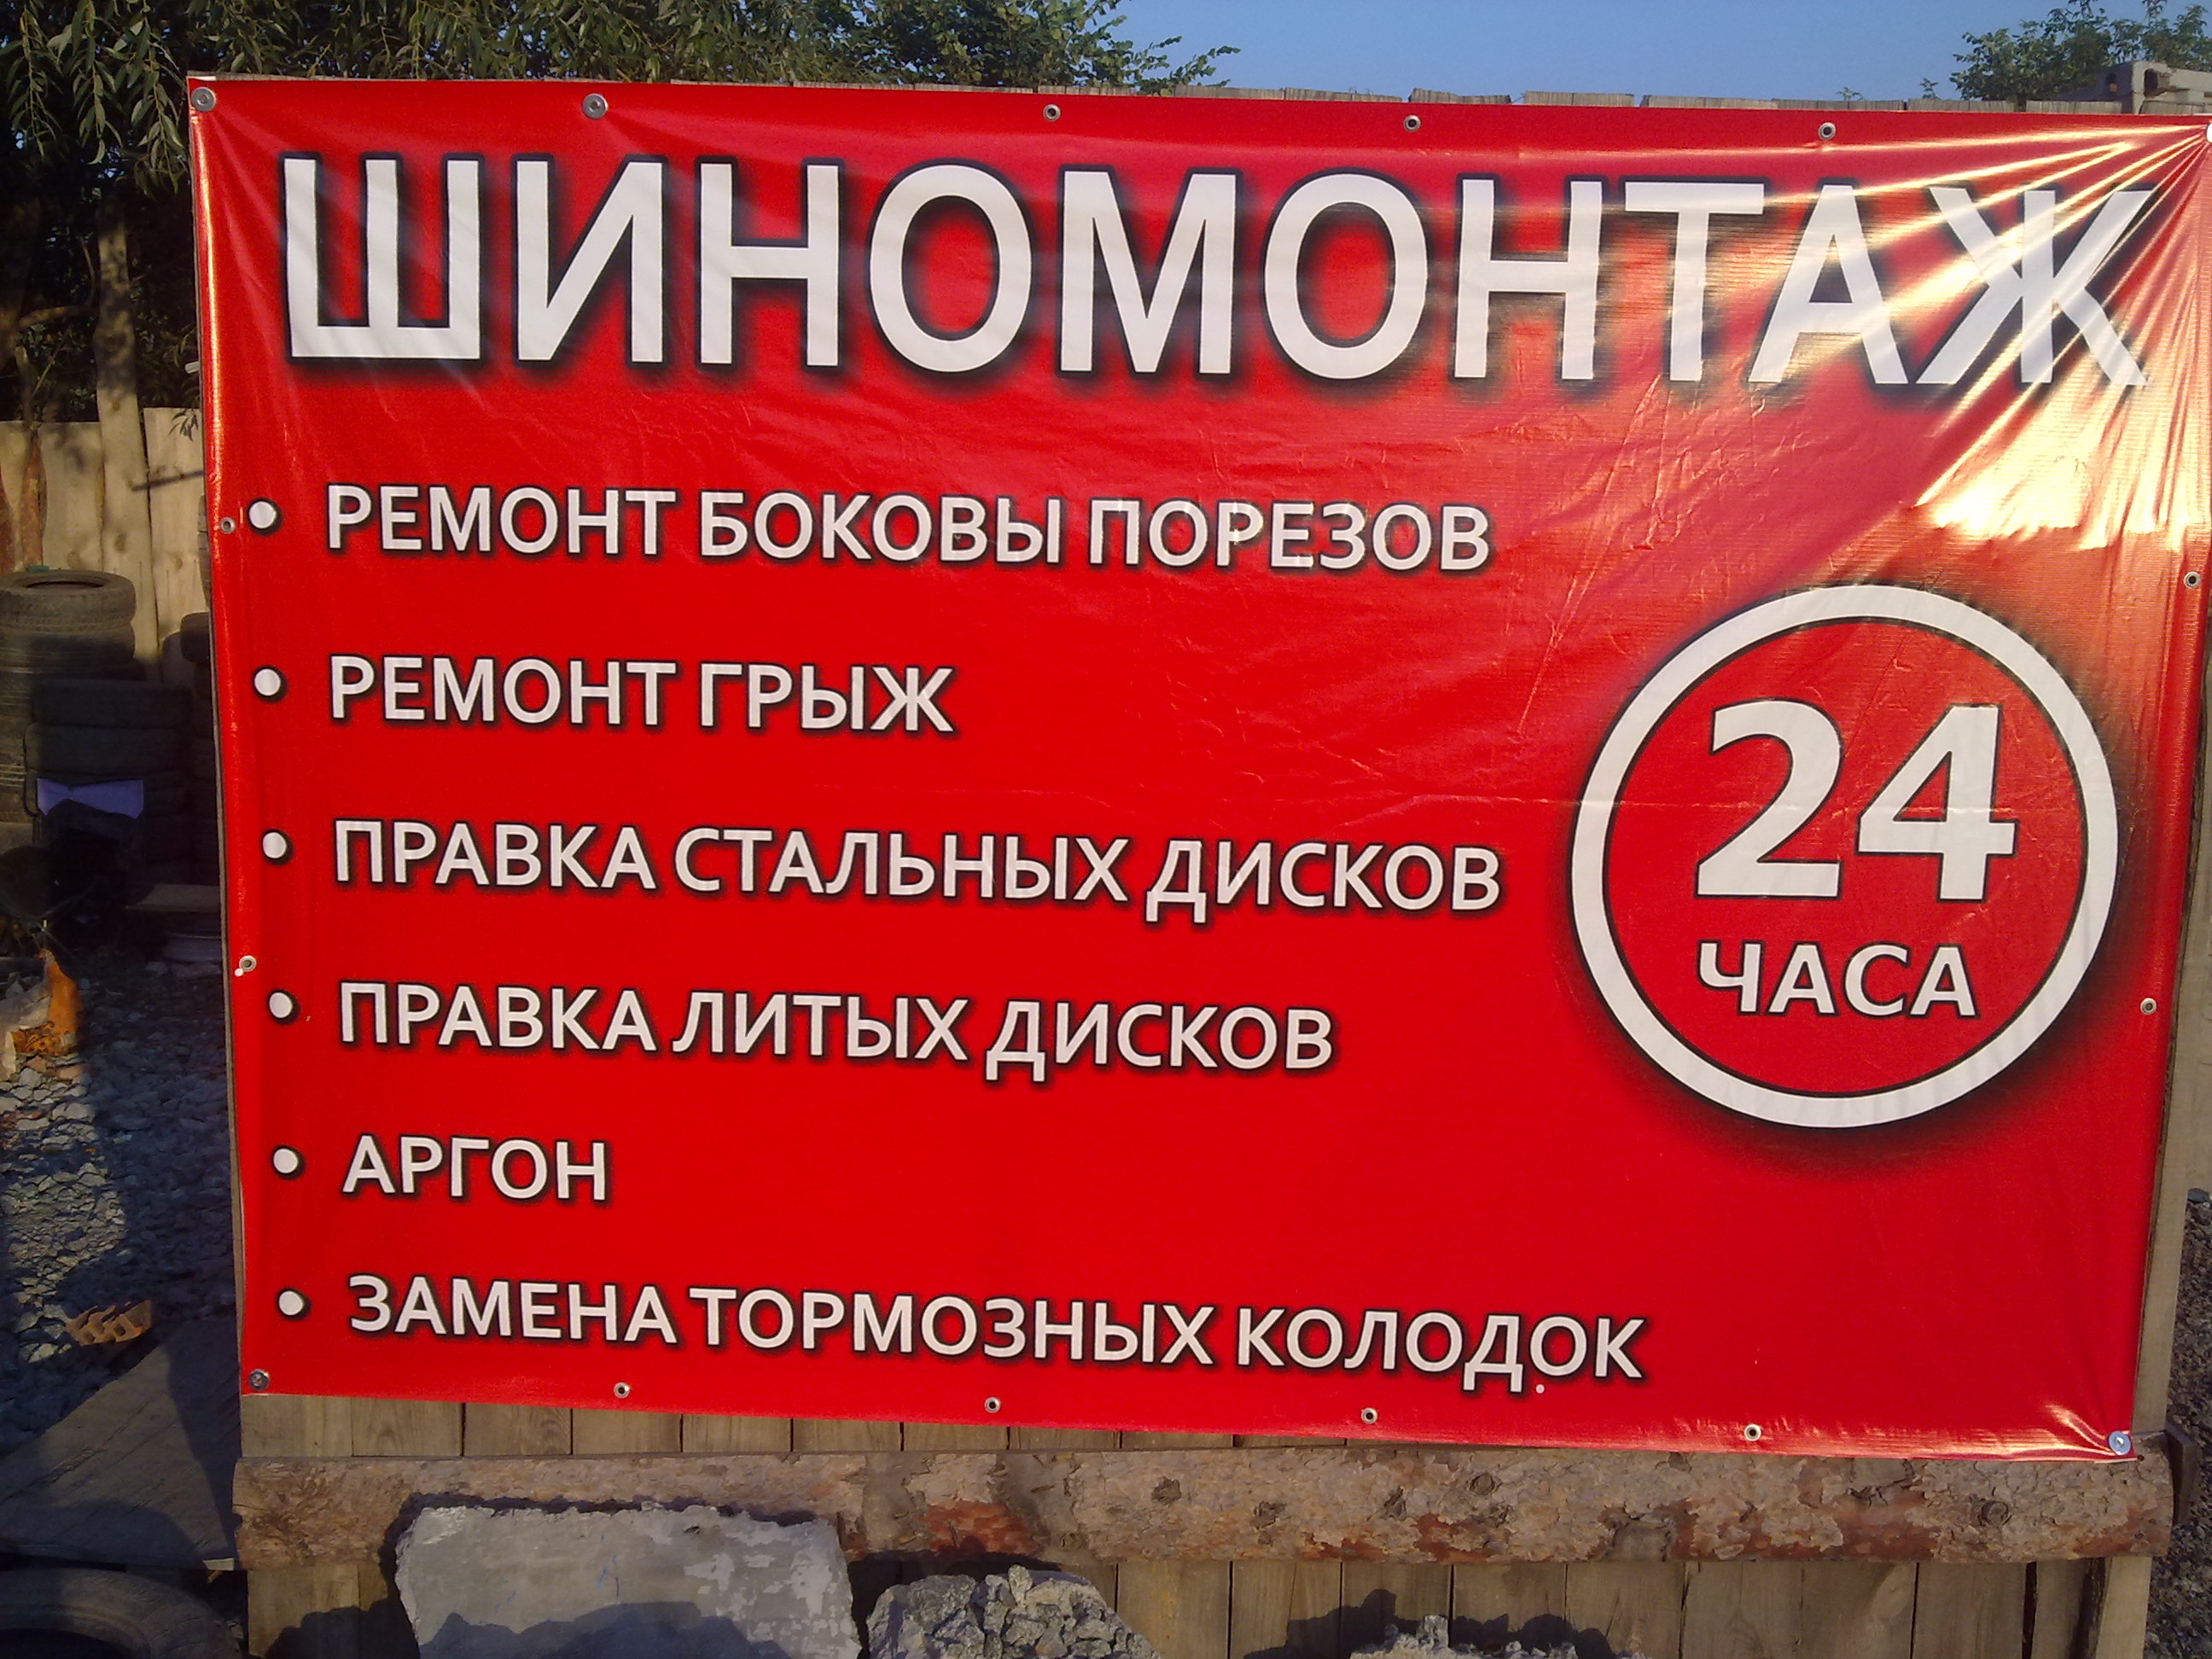 ШИНОМОНТАЖ
• РЕМОНТ БОКОВЫ ПОРЕЗОВ
• РЕМОНТ ГРЫЖ
• ПРАВКА СТАЛЬНЫХ ДИСКОВ
• ПРАВКА ЛИТЫХ ДИСКОВ
• АРГОН
• ЗАМЕНА ТОРМОЗНЫХ КОЛОДОК
24
ЧАСА